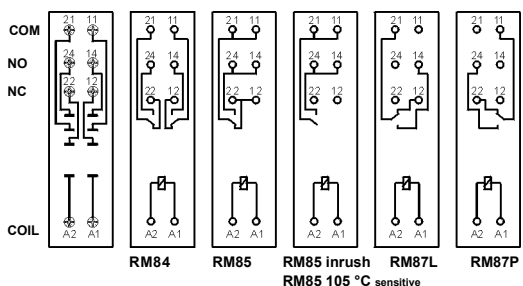 21 11 21 11 21 11 21 11 21 11 21 11
COM
24 14 24 14 24 14 24 14 24 14 24 14
NO
22 12 22 12 22 12 22 12 22 12 22 12
NC
COIL
A2 A1 A2 A1 A2 A1 A2 A1 A2 A1 A2 A1
RM84 RM85 RM85 inrush RM87L RM87P
RM85 105 °C sensitive